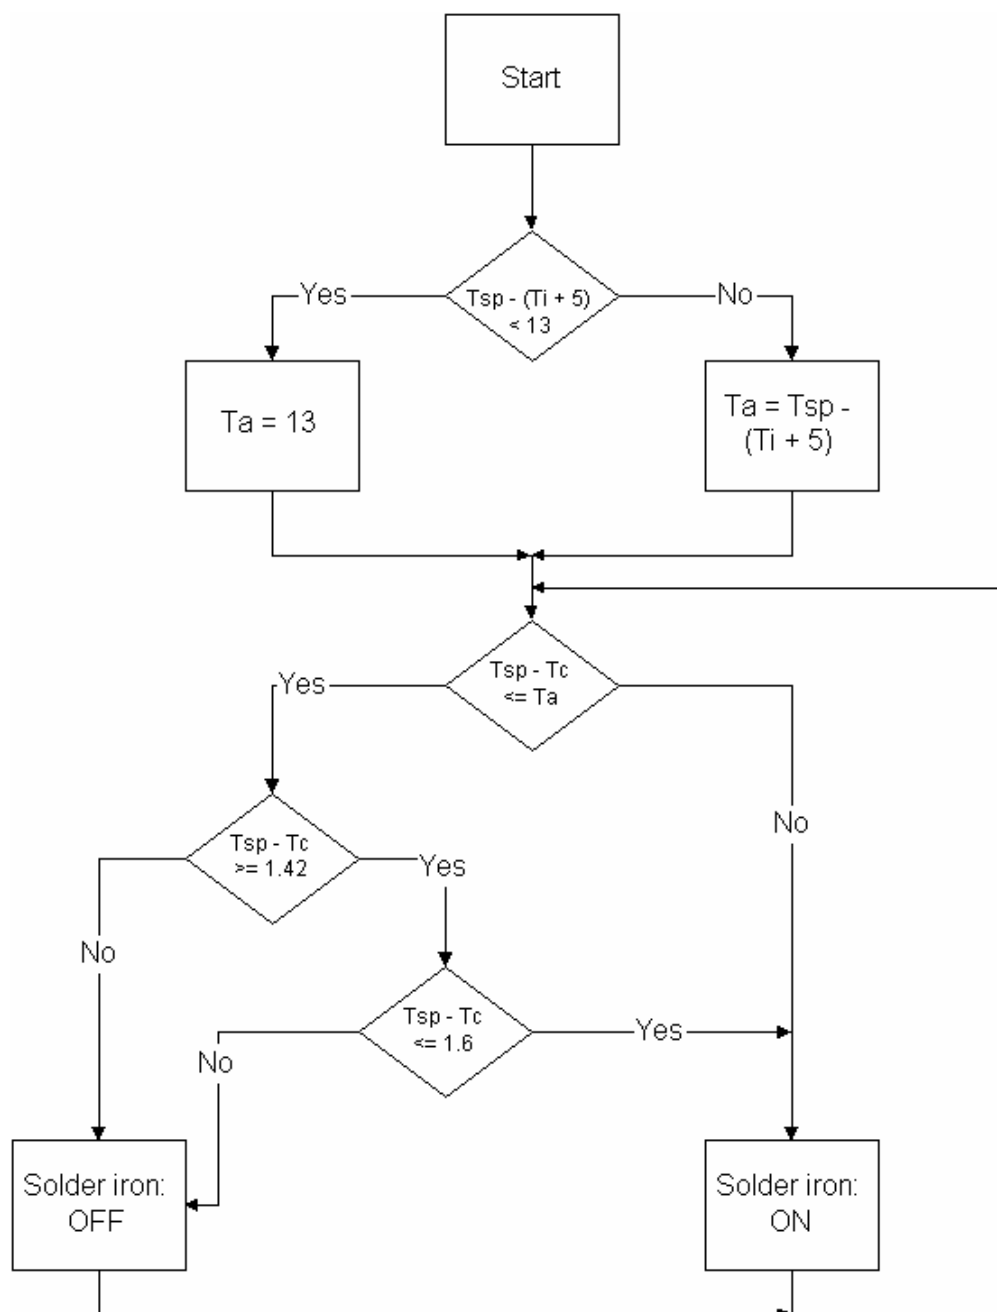 Start
Tsp - (Ti + 5)
< 13
Yes
No
Ta = 13
Ta = Tsp -
(Ti + 5)
Tsp - Tc
<= Ta
Yes
No
Tsp - Tc
>= 1.42
Yes
No
Tsp - Tc
<= 1.6
Yes
No
Solder iron:
OFF
Solder iron:
ON